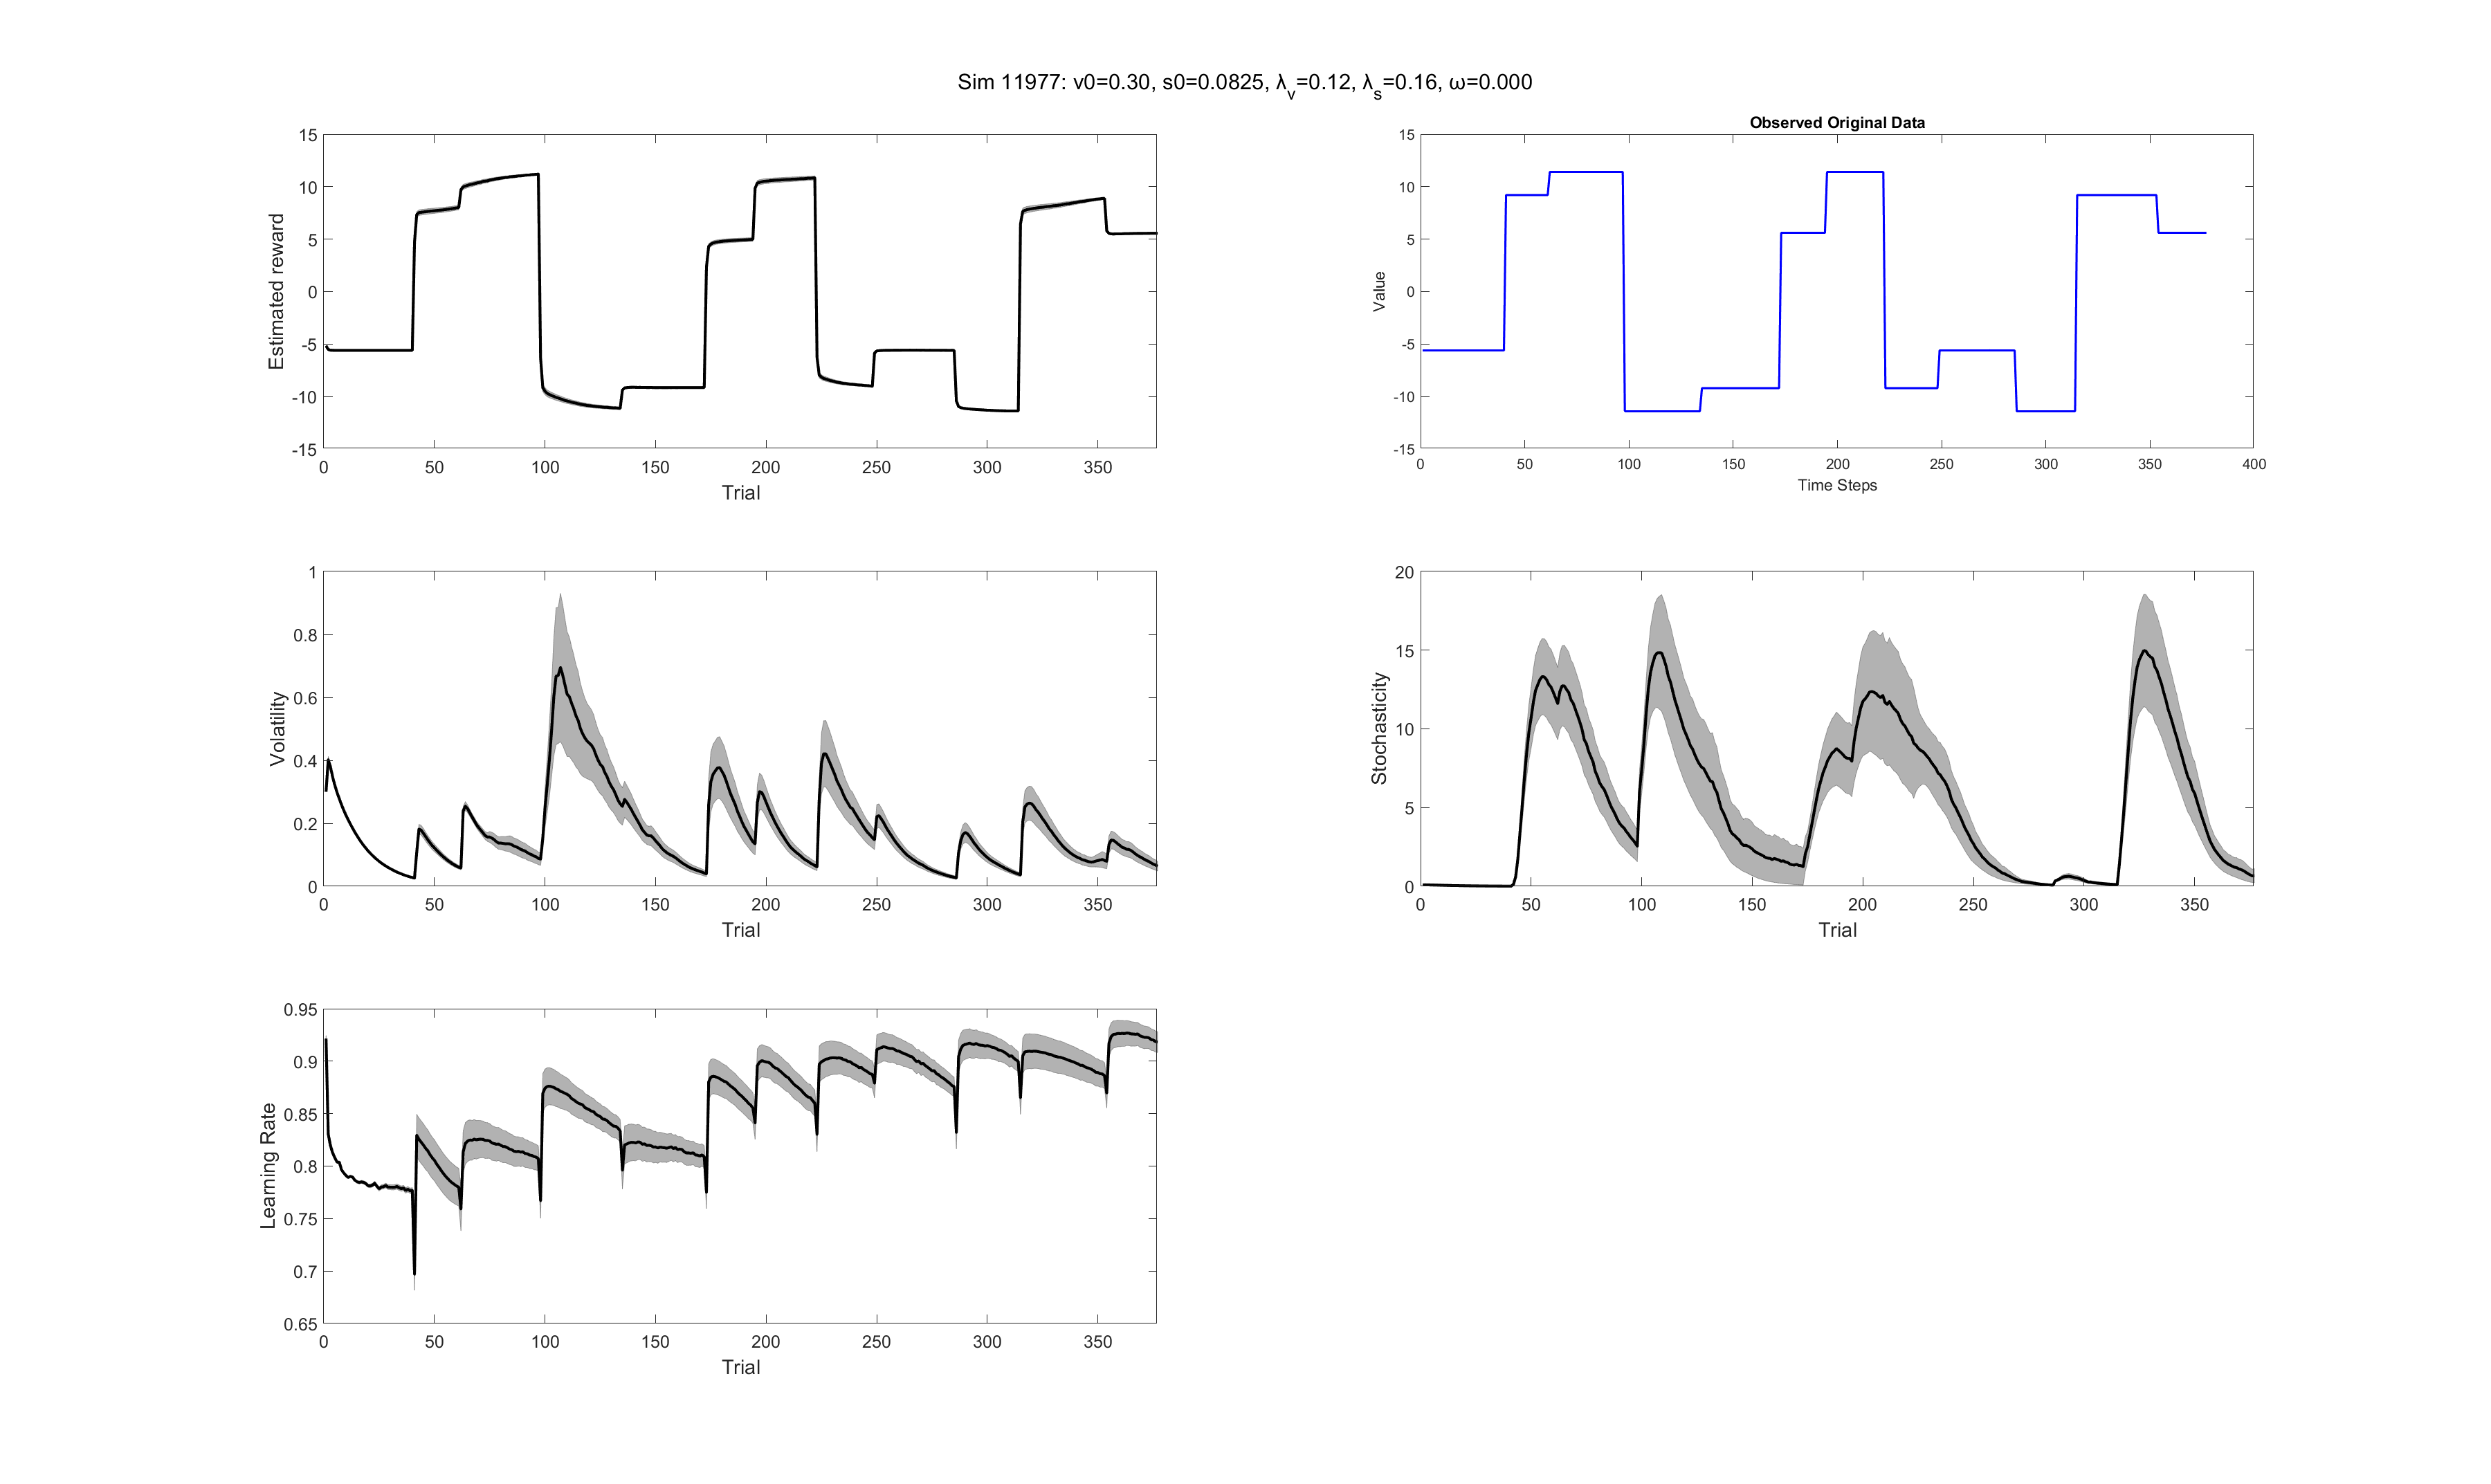 Sim 11977: v0=0.30, s0=0.0825, λv=0.12, λs=0.16, ω=0.000
Estimated reward
15
10
5
0
-5
-10
-15
0 50 100 150 200 250 300 350
Trial
Observed Original Data
Value
15
10
5
0
-5
-10
-15
0 50 100 150 200 250 300 350 400
Time Steps
Volatility
1
0.8
0.6
0.4
0.2
0
0 50 100 150 200 250 300 350
Trial
Stochasticity
20
15
10
5
0
0 50 100 150 200 250 300 350
Trial
Learning Rate
0.95
0.9
0.85
0.8
0.75
0.7
0.65
0 50 100 150 200 250 300 350
Trial